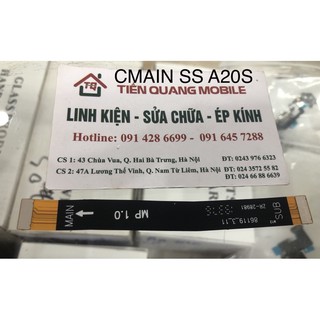 CMAIN SS A20S
TIẾN QUANG MOBILE
LINH KIỆN - SỬA CHỮA - ÉP KÍNH
Hotline: 091 428 6699 - 091 645 7288
CS 1: 43 Chùa Vua, Q. Hai Bà Trưng, Hà Nội ĐT: 0243 976 6323
CS 2: 47A Lương Thế Vinh, Q. Nam Từ Liêm, Hà Nội ĐT: 024 3572 55 82
ĐT: 024 66 88 6639
MAIN
MP 1.0
86119_3_11
SUB